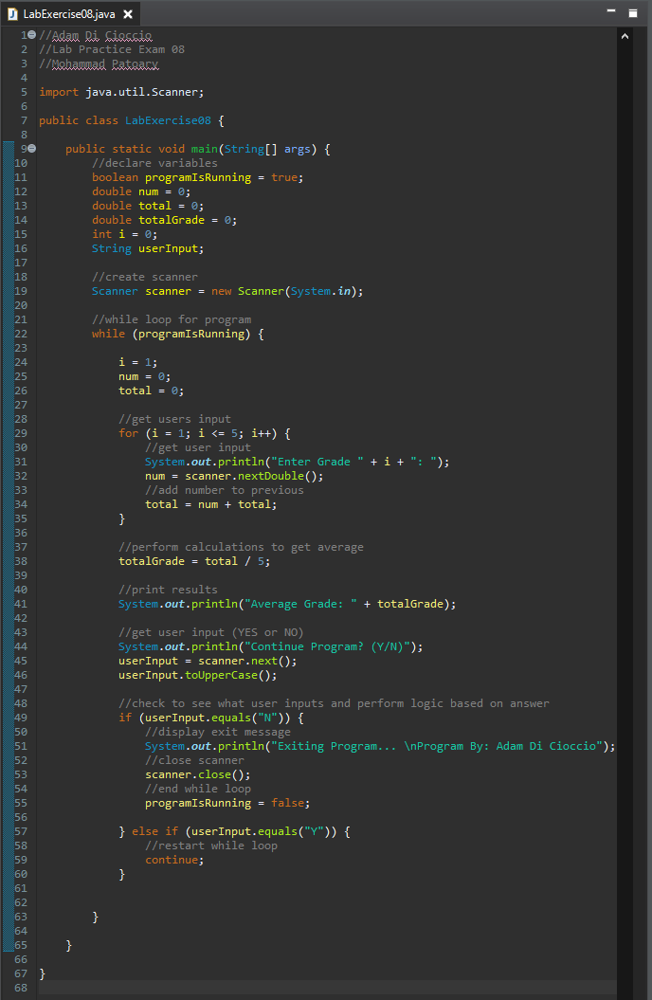 LabExercise08.java
1 //Adam Di Cioccio
2 //Lab Practice Exam 08
3 //Mohammad Patoary
4
5 import java.util.Scanner;
6
7 public class LabExercise08 {
8
9     public static void main(String[] args) {
10         //declare variables
11         boolean programIsRunning = true;
12         double num = 0;
13         double total = 0;
14         double totalGrade = 0;
15         int i = 0;
16         String userInput;
17
18         //create scanner
19         Scanner scanner = new Scanner(System.in);
20
21         //while loop for program
22         while (programIsRunning) {
23
24             i = 1;
25             num = 0;
26             total = 0;
27
28             //get users input
29             for (i = 1; i <= 5; i++) {
30                 //get user input
31                 System.out.println("Enter Grade " + i + ": ");
32                 num = scanner.nextDouble();
33                 //add number to previous
34                 total = num + total;
35             }
36
37             //perform calculations to get average
38             totalGrade = total / 5;
39
40             //print results
41             System.out.println("Average Grade: " + totalGrade);
42
43             //get user input (YES or NO)
44             System.out.println("Continue Program? (Y/N)");
45             userInput = scanner.next();
46             userInput.toUpperCase();
47
48             //check to see what user inputs and perform logic based on answer
49             if (userInput.equals("N")) {
50                 //display exit message
51                 System.out.println("Exiting Program... \nProgram By: Adam Di Cioccio");
52                 //close scanner
53                 scanner.close();
54                 //end while loop
55                 programIsRunning = false;
56
57             } else if (userInput.equals("Y")) {
58                 //restart while loop
59                 continue;
60             }
61
62
63         }
64
65     }
66
67 }
68